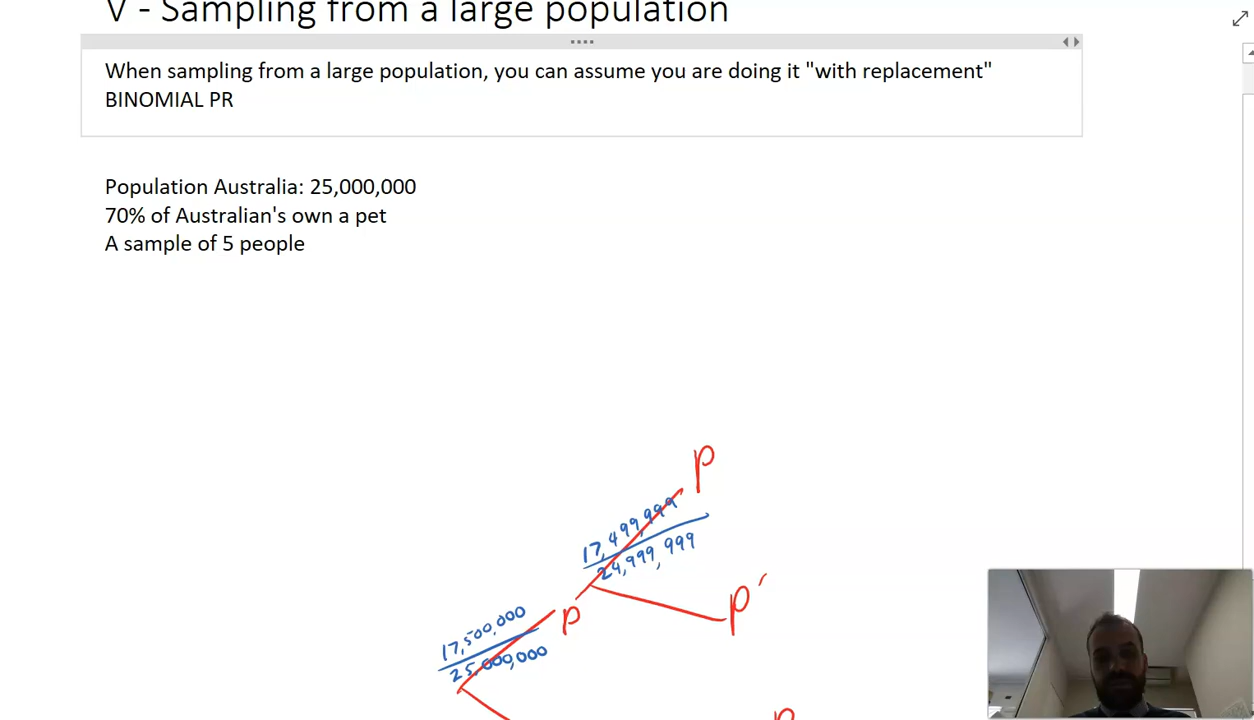 V - Sampling from a large population
When sampling from a large population, you can assume you are doing it "with replacement"
BINOMIAL PR
Population Australia: 25,000,000
70% of Australian's own a pet
A sample of 5 people
P
17,499,999
24,999,999
P'
17,500,000
25,000,000
P
P